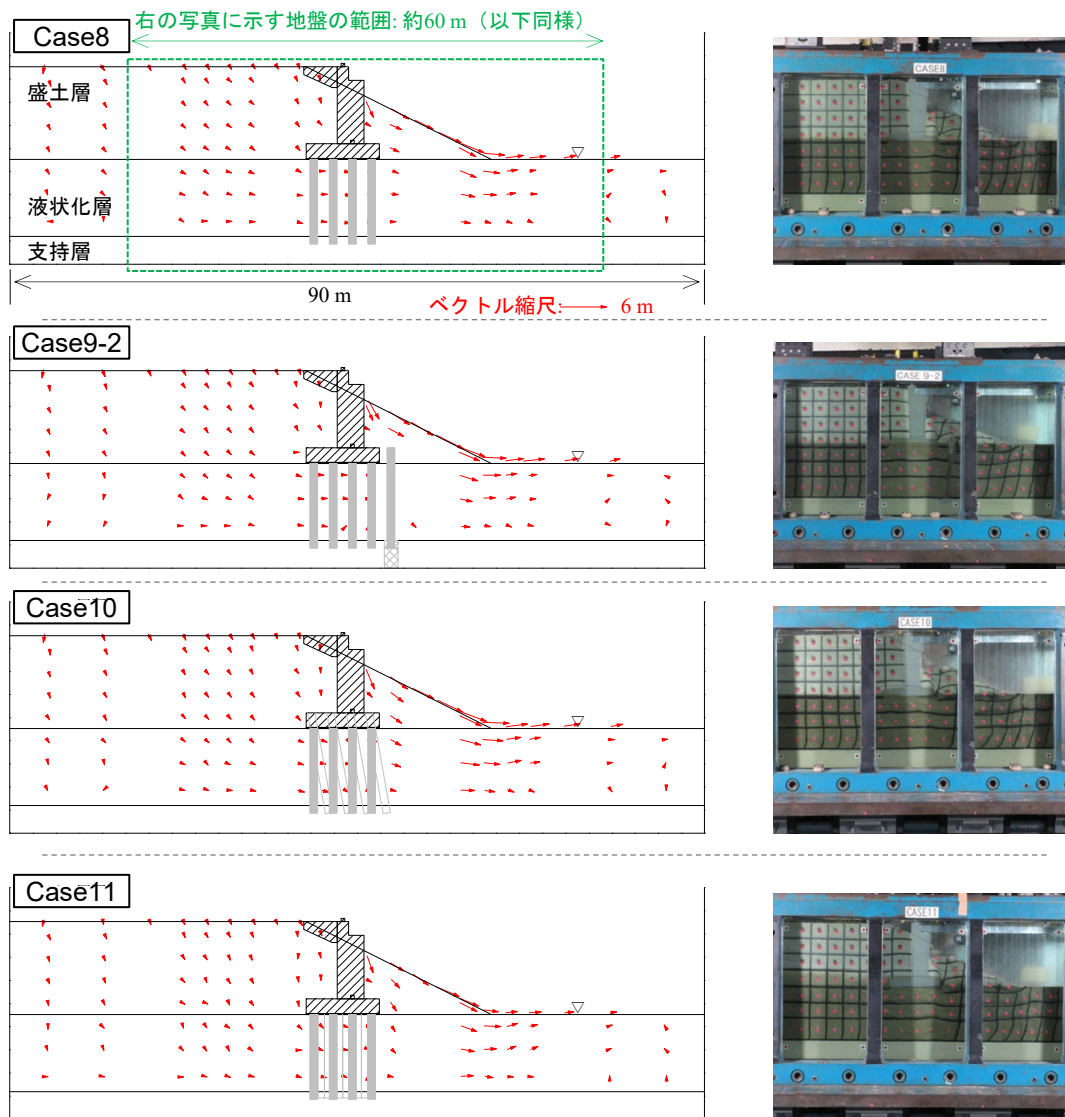 右の写真に示す地盤の範囲: 約60 m（以下同様）
Case8
盛土層
液状化層
支持層
90 m
ベクトル縮尺: 6 m
CASE8
Case9-2
CASE 9-2
Case10
CASE10
Case11
CASE11